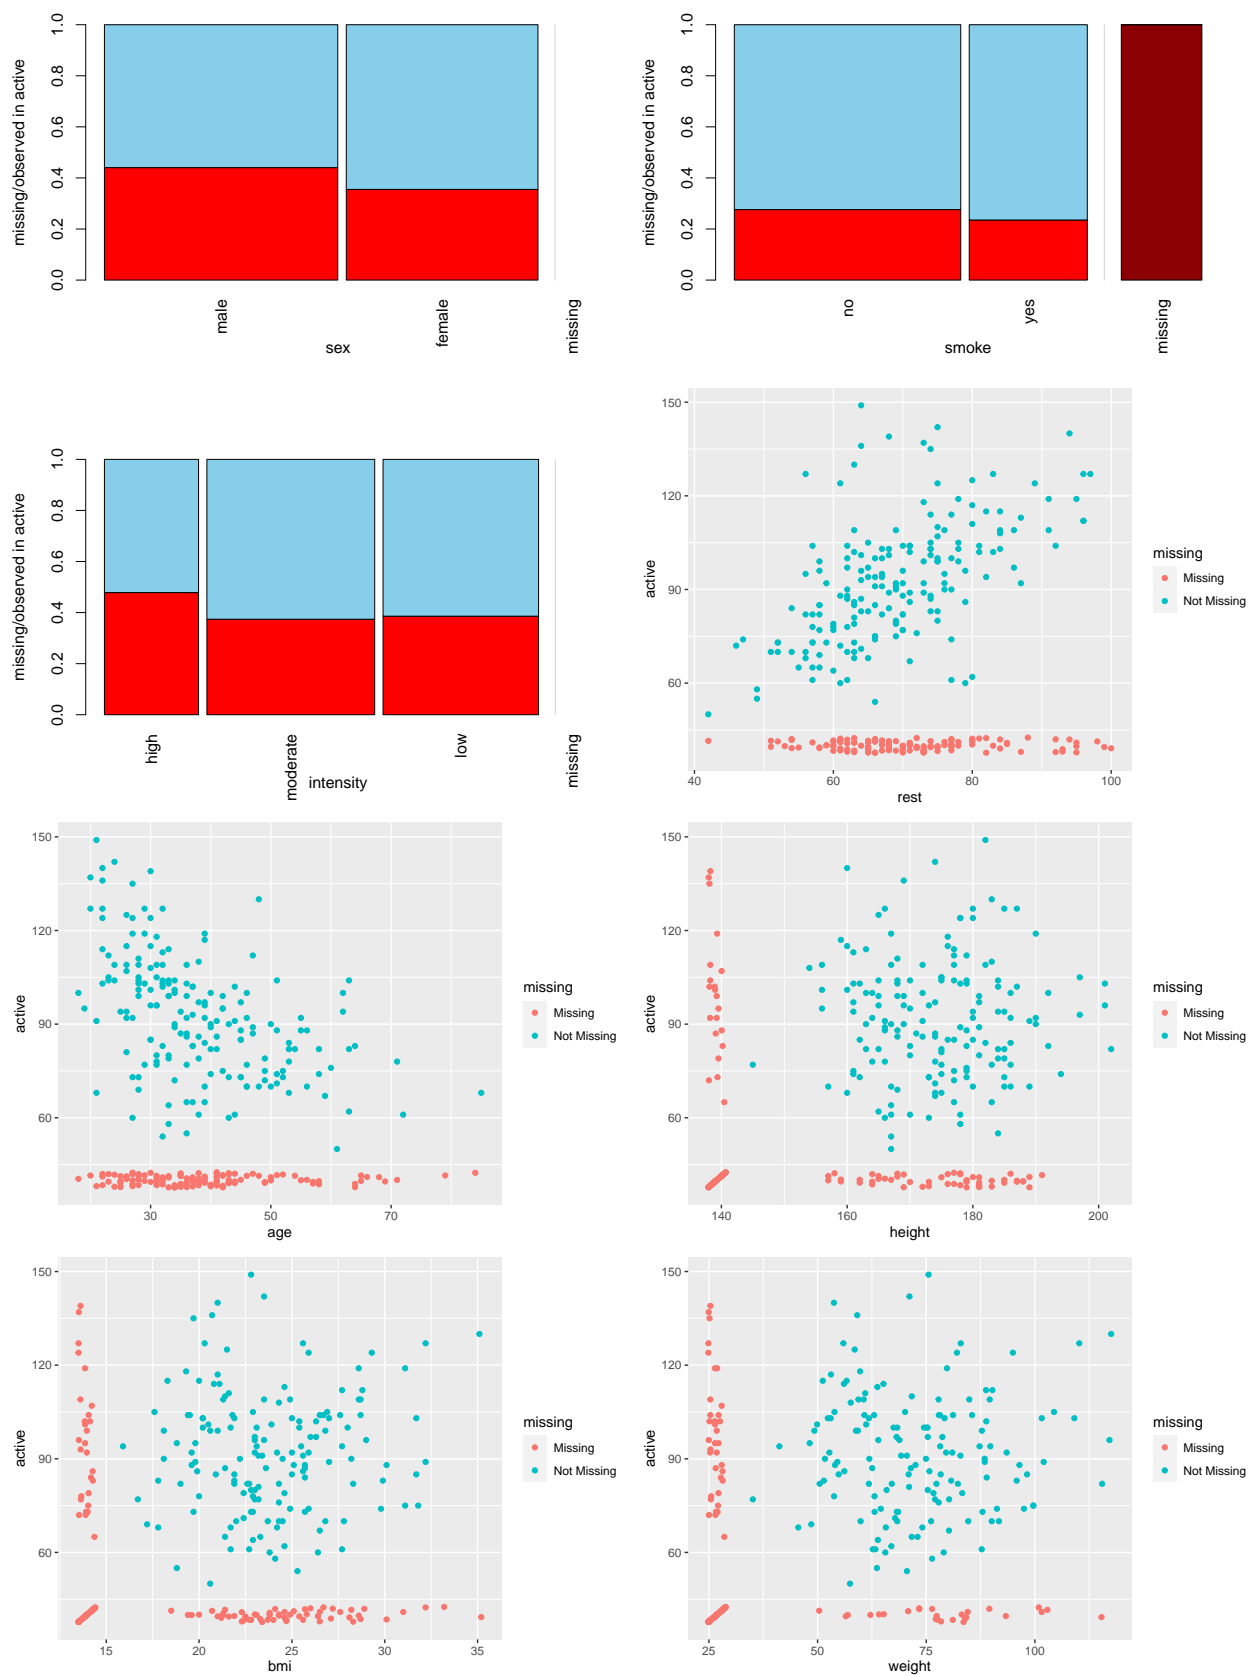 missing/observed in active
0.0 0.2 0.4 0.6 0.8 1.0
male
female
missing
sex
missing/observed in active
0.0 0.2 0.4 0.6 0.8 1.0
no
yes
missing
smoke
missing/observed in active
0.0 0.2 0.4 0.6 0.8 1.0
high
moderate
low
missing
intensity
active
150
120
90
60
40 60 80 100
rest
missing
Missing
Not Missing
active
150
120
90
60
30 50 70
age
missing
Missing
Not Missing
active
150
120
90
60
140 160 180 200
height
missing
Missing
Not Missing
active
150
120
90
60
15 20 25 30 35
bmi
missing
Missing
Not Missing
active
150
120
90
60
25 50 75 100
weight
missing
Missing
Not Missing